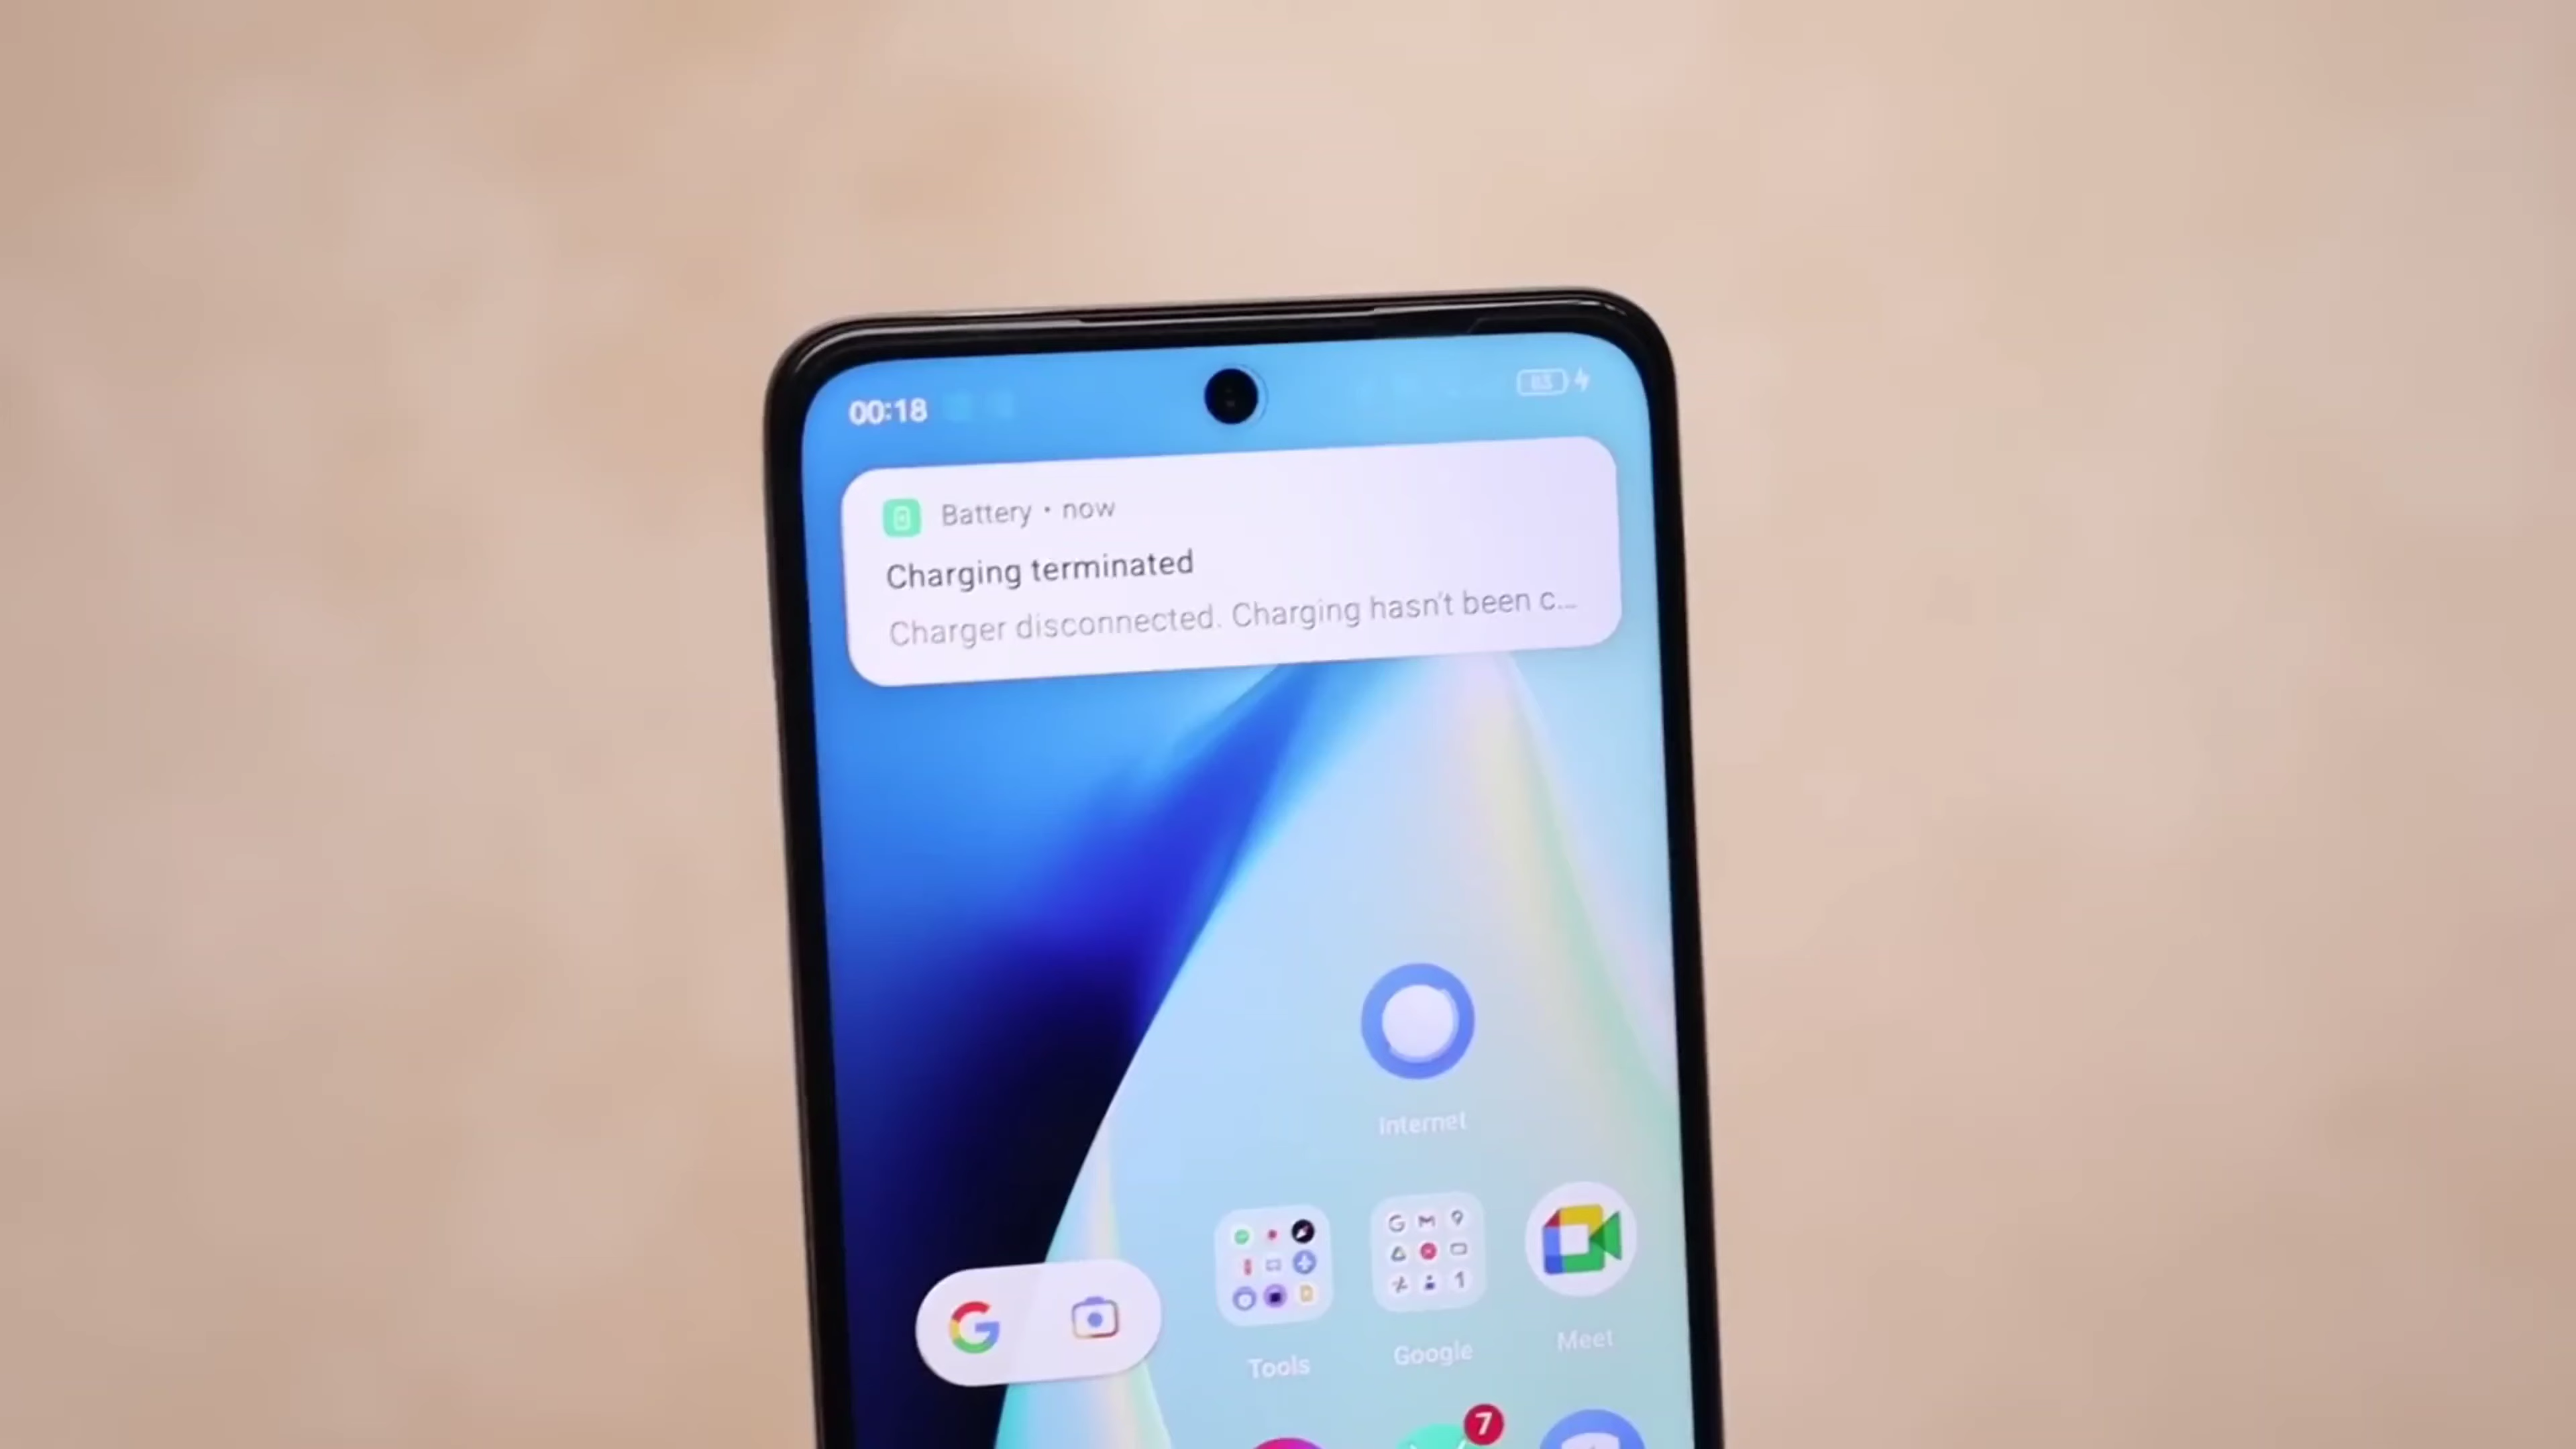 00:18
Battery • now
Charging terminated
Charger disconnected. Charging hasn't been c...
Internet
Tools
Google
Meet
7